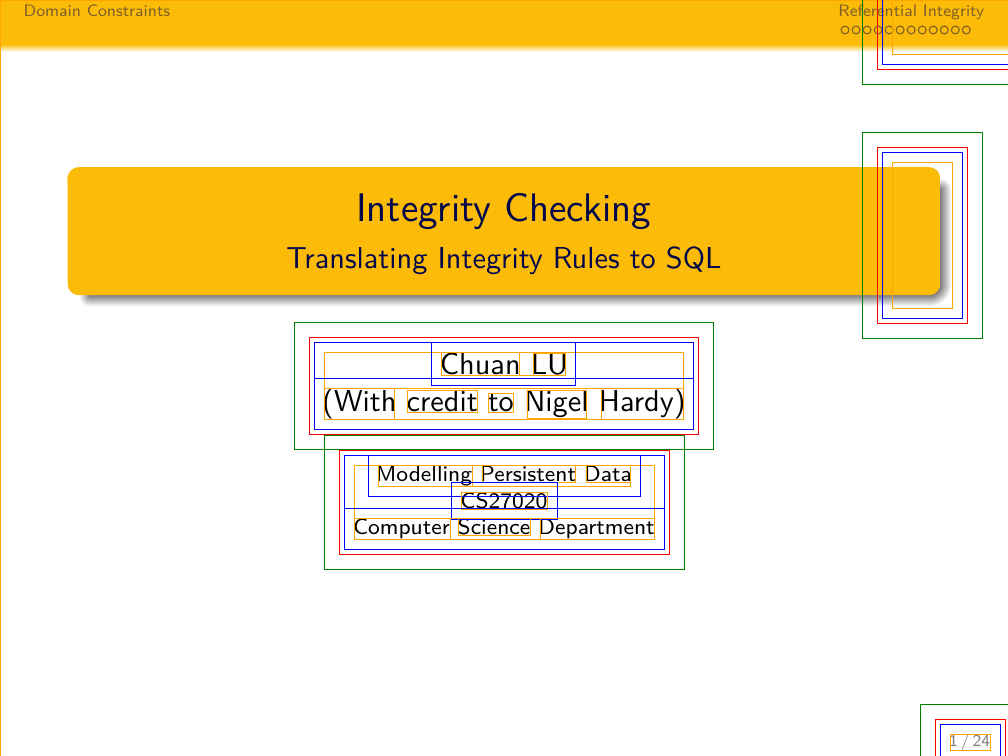 Domain Constraints
Referential Integrity
Integrity Checking
Translating Integrity Rules to SQL
Chuan LU
(With credit to Nigel Hardy)
Modelling Persistent Data
CS27020
Computer Science Department
1 / 24